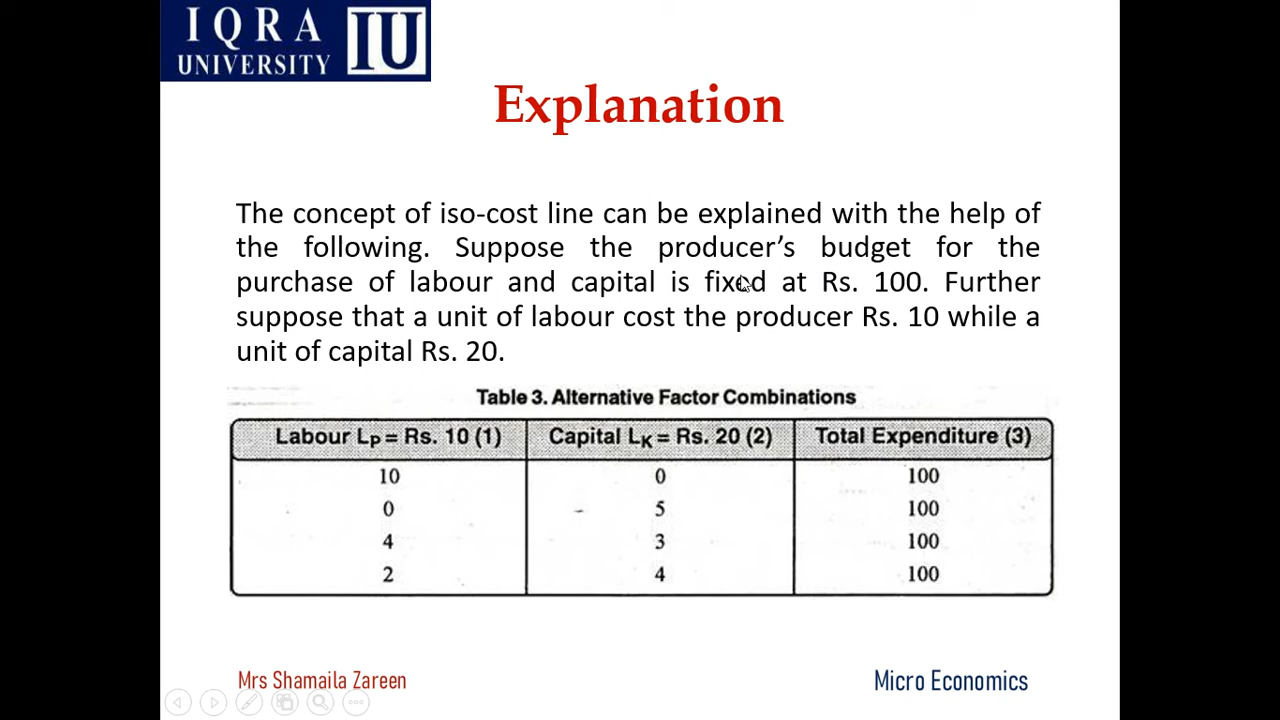 IQRA
UNIVERSITY
IU
Explanation
The concept of iso-cost line can be explained with the help of
the following. Suppose the producer's budget for the
purchase of labour and capital is fixed at Rs. 100. Further
suppose that a unit of labour cost the producer Rs. 10 while a
unit of capital Rs. 20.
Table 3. Alternative Factor Combinations
Labour LP = Rs. 10 (1) Capital LK = Rs. 20 (2) Total Expenditure (3)
10 0 100
0 5 100
4 3 100
2 4 100
Mrs Shamaila Zareen
Micro Economics